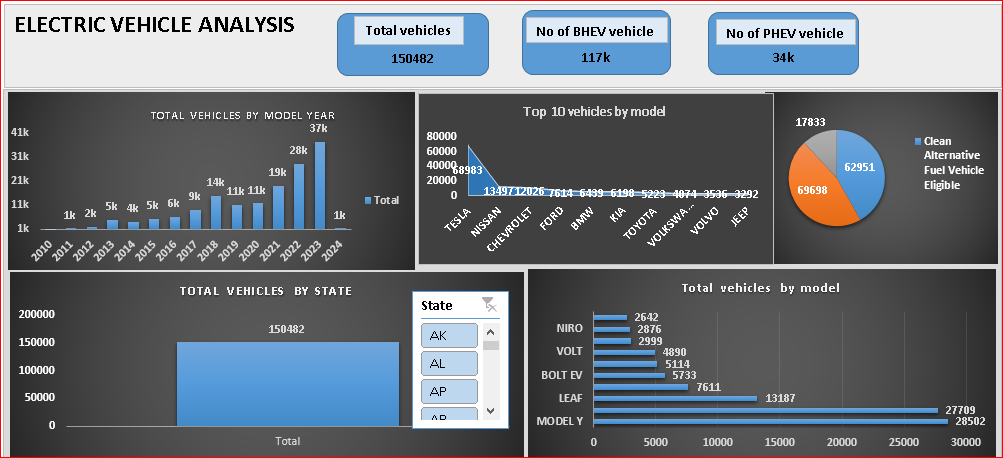 ELECTRIC VEHICLE ANALYSIS
Total vehicles
150482
No of BHEV vehicle
117k
No of PHEV vehicle
34k
TOTAL VEHICLES BY MODEL YEAR
41k
31k
21k
11k
1k
1k
2k
5k
4k
5k
6k
9k
14k
11k
11k
19k
28k
37k
1k
2010
2011
2012
2013
2014
2015
2016
2017
2018
2019
2020
2021
2022
2023
2024
Total
Top 10 vehicles by model
80000
60000
40000
20000
0
68983
13497
12026
7614
6439
6198
5223
4074
3536
3292
TESLA
NISSAN
CHEVROLET
FORD
BMW
KIA
TOYOTA
VOLKSWA...
VOLVO
JEEP
17833
62951
69698
Clean
Alternative
Fuel Vehicle
Eligible
TOTAL VEHICLES BY STATE
200000
150000
100000
50000
0
150482
Total
State
AK
AL
AP
Total vehicles by model
2642
NIRO 2876
2999
VOLT 4890
5114
BOLT EV 5733
7611
LEAF 13187
27709
MODEL Y 28502
0 5000 10000 15000 20000 25000 30000